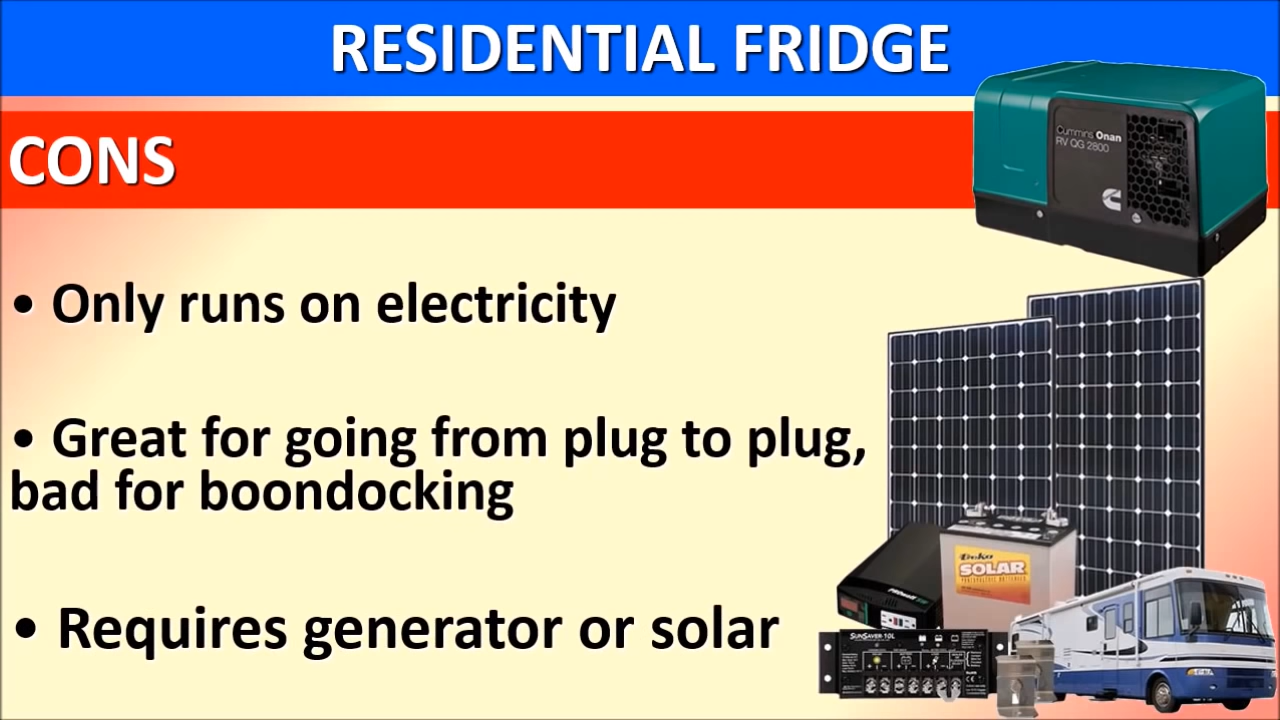 RESIDENTIAL FRIDGE
CONS
Cummins Onan
RV QG 2800
• Only runs on electricity
• Great for going from plug to plug,
bad for boondocking
• Requires generator or solar
Deka
SOLAR
SunSaver-10L